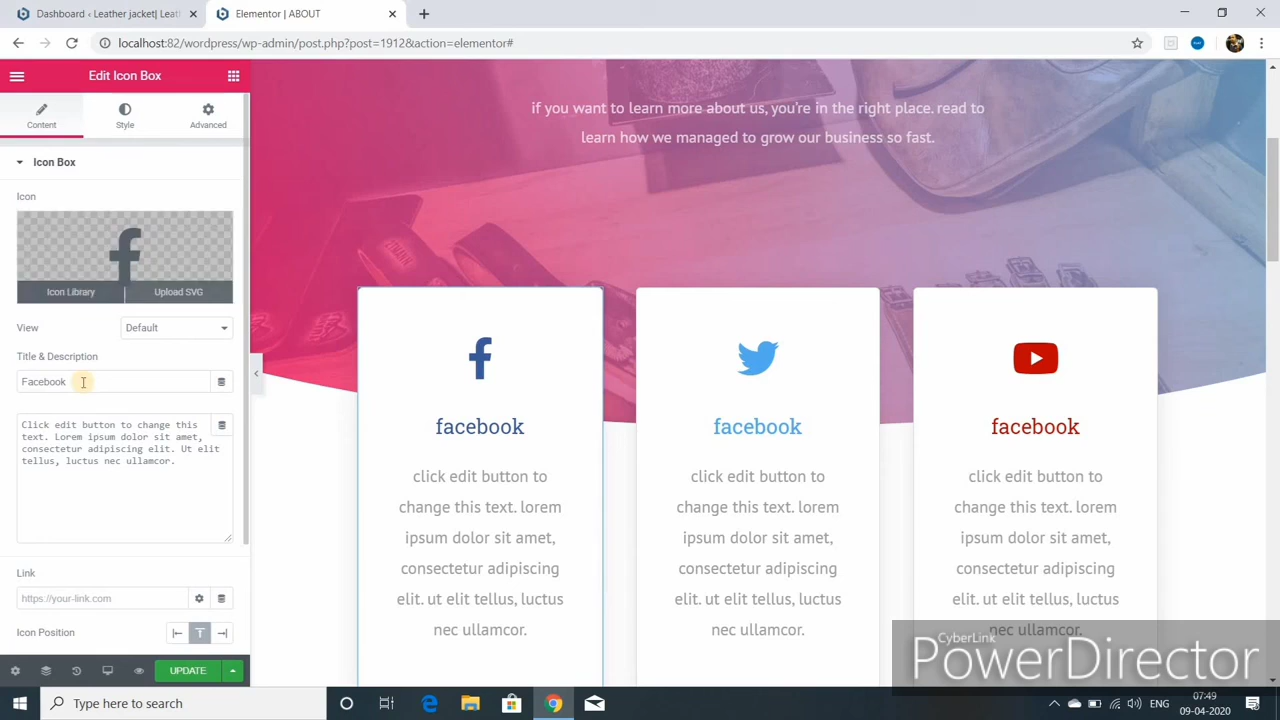 Dashboard ‹ Leather jacket| Leath
Elementor | ABOUT
localhost:82/wordpress/wp-admin/post.php?post=1912&action=elementor#
Edit Icon Box
Content
Style
Advanced
Icon Box
Icon
Icon Library
Upload SVG
View
Default
Title & Description
Facebook
Click edit button to change this
text. Lorem ipsum dolor sit amet,
consectetur adipiscing elit. Ut elit
tellus, luctus nec ullamcor.
Link
https://your-link.com
Icon Position
UPDATE
if you want to learn more about us, you're in the right place. read to
learn how we managed to grow our business so fast.
facebook
click edit button to
change this text. lorem
ipsum dolor sit amet,
consectetur adipiscing
elit. ut elit tellus, luctus
nec ullamcor.
facebook
click edit button to
change this text. lorem
ipsum dolor sit amet,
consectetur adipiscing
elit. ut elit tellus, luctus
nec ullamcor.
facebook
click edit button to
change this text. lorem
ipsum dolor sit amet,
consectetur adipiscing
elit. ut elit tellus, luctus
nec ullamcor.
CyberLink
PowerDirector
Type here to search
ENG
07:49
09-04-2020